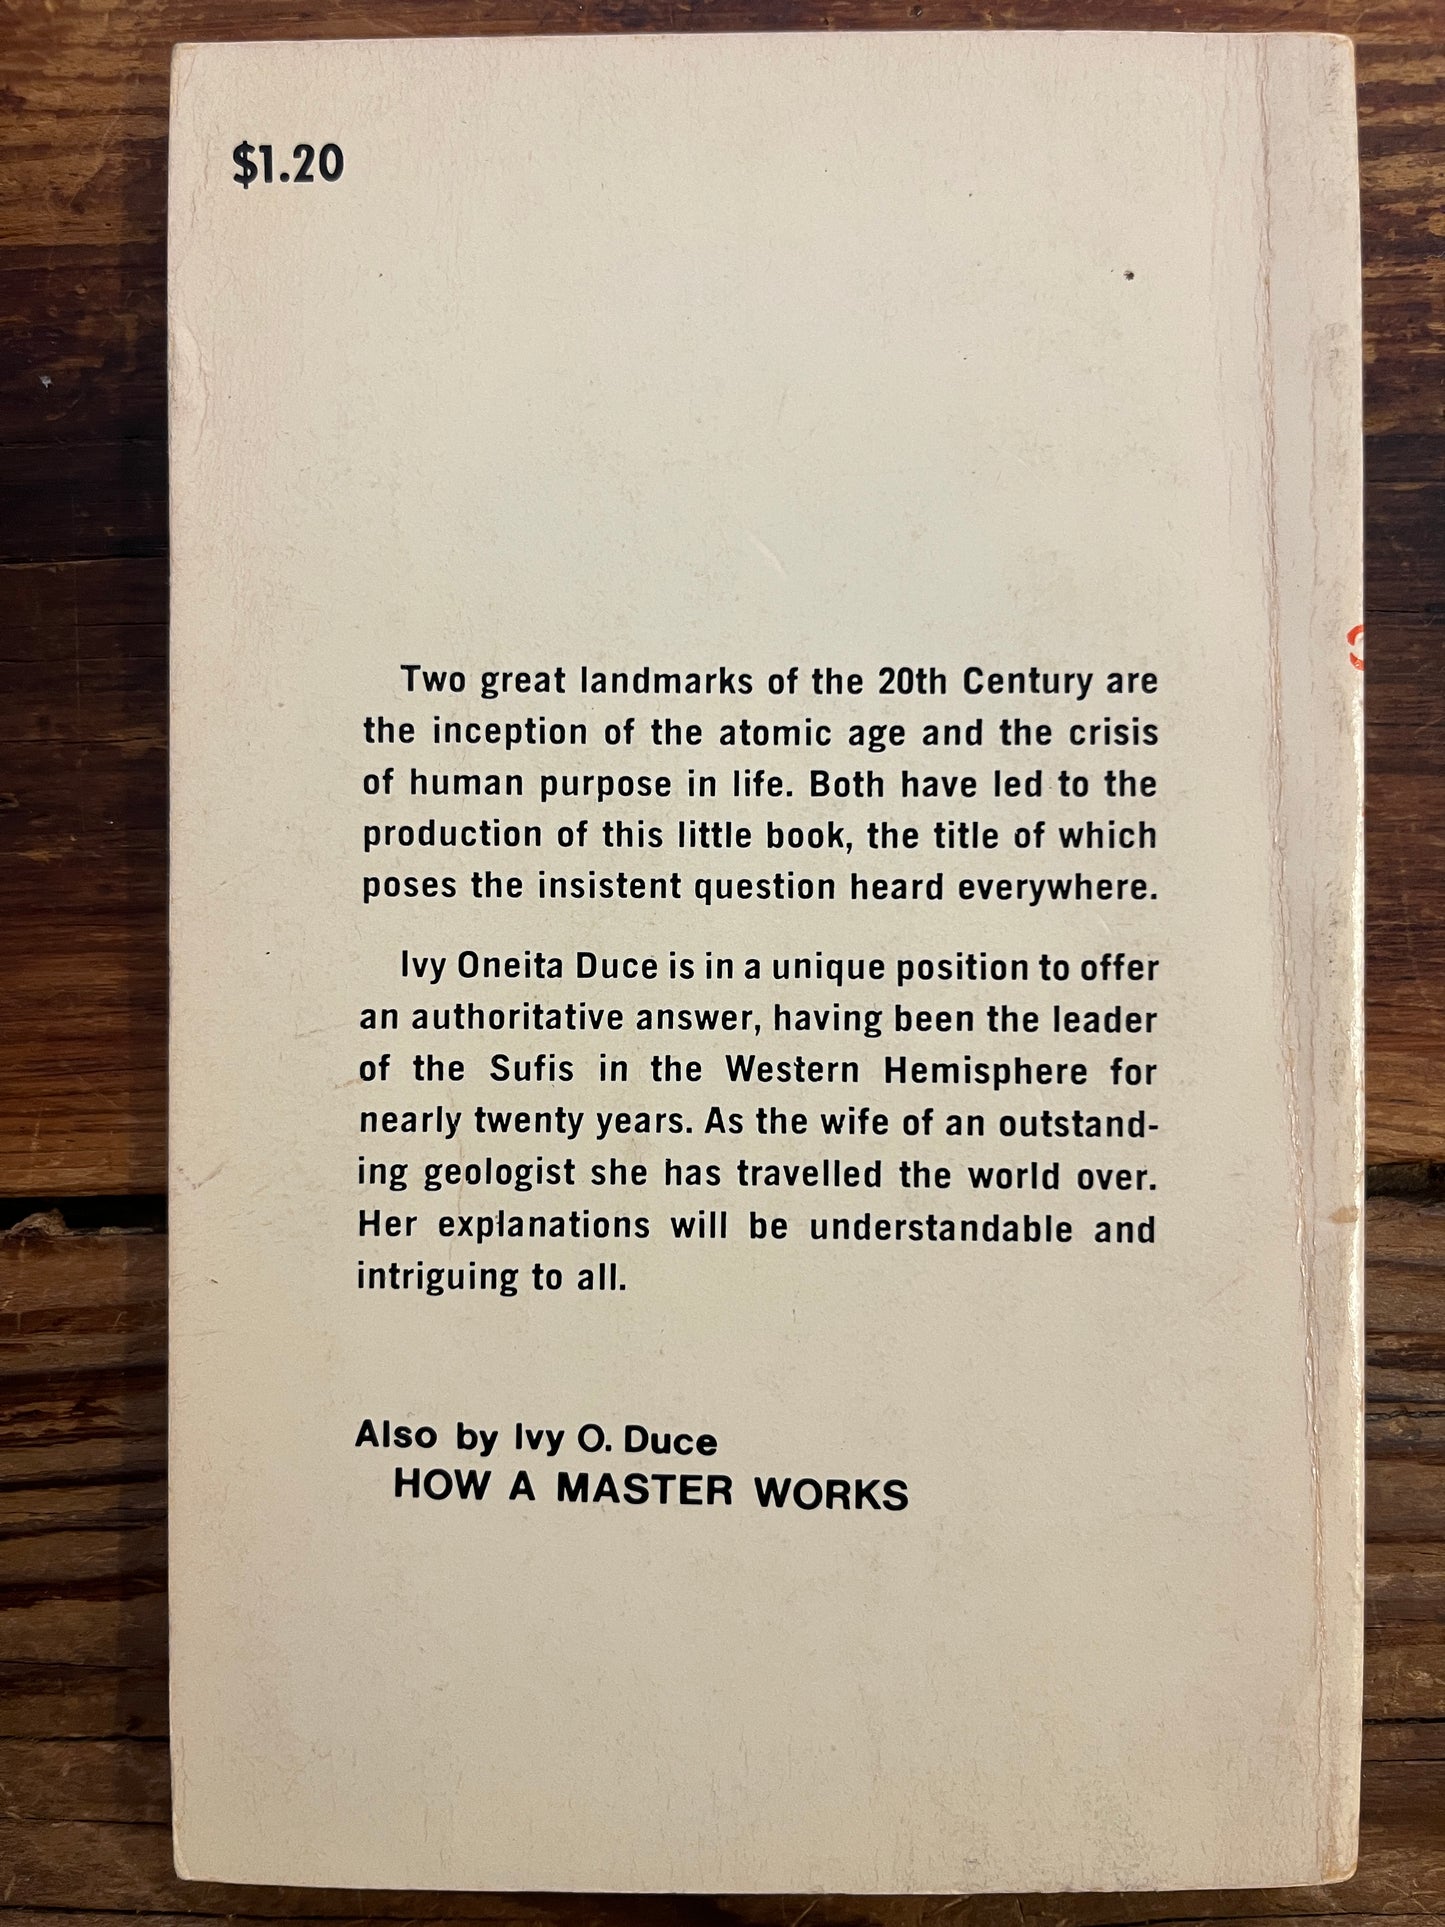 $1.20
Two great landmarks of the 20th Century are
the inception of the atomic age and the crisis
of human purpose in life. Both have led to the
production of this little book, the title of which
poses the insistent question heard everywhere.
Ivy Oneita Duce is in a unique position to offer
an authoritative answer, having been the leader
of the Sufis in the Western Hemisphere for
nearly twenty years. As the wife of an outstand-
ing geologist she has travelled the world over.
Her explanations will be understandable and
intriguing to all.
Also by Ivy O. Duce
HOW A MASTER WORKS